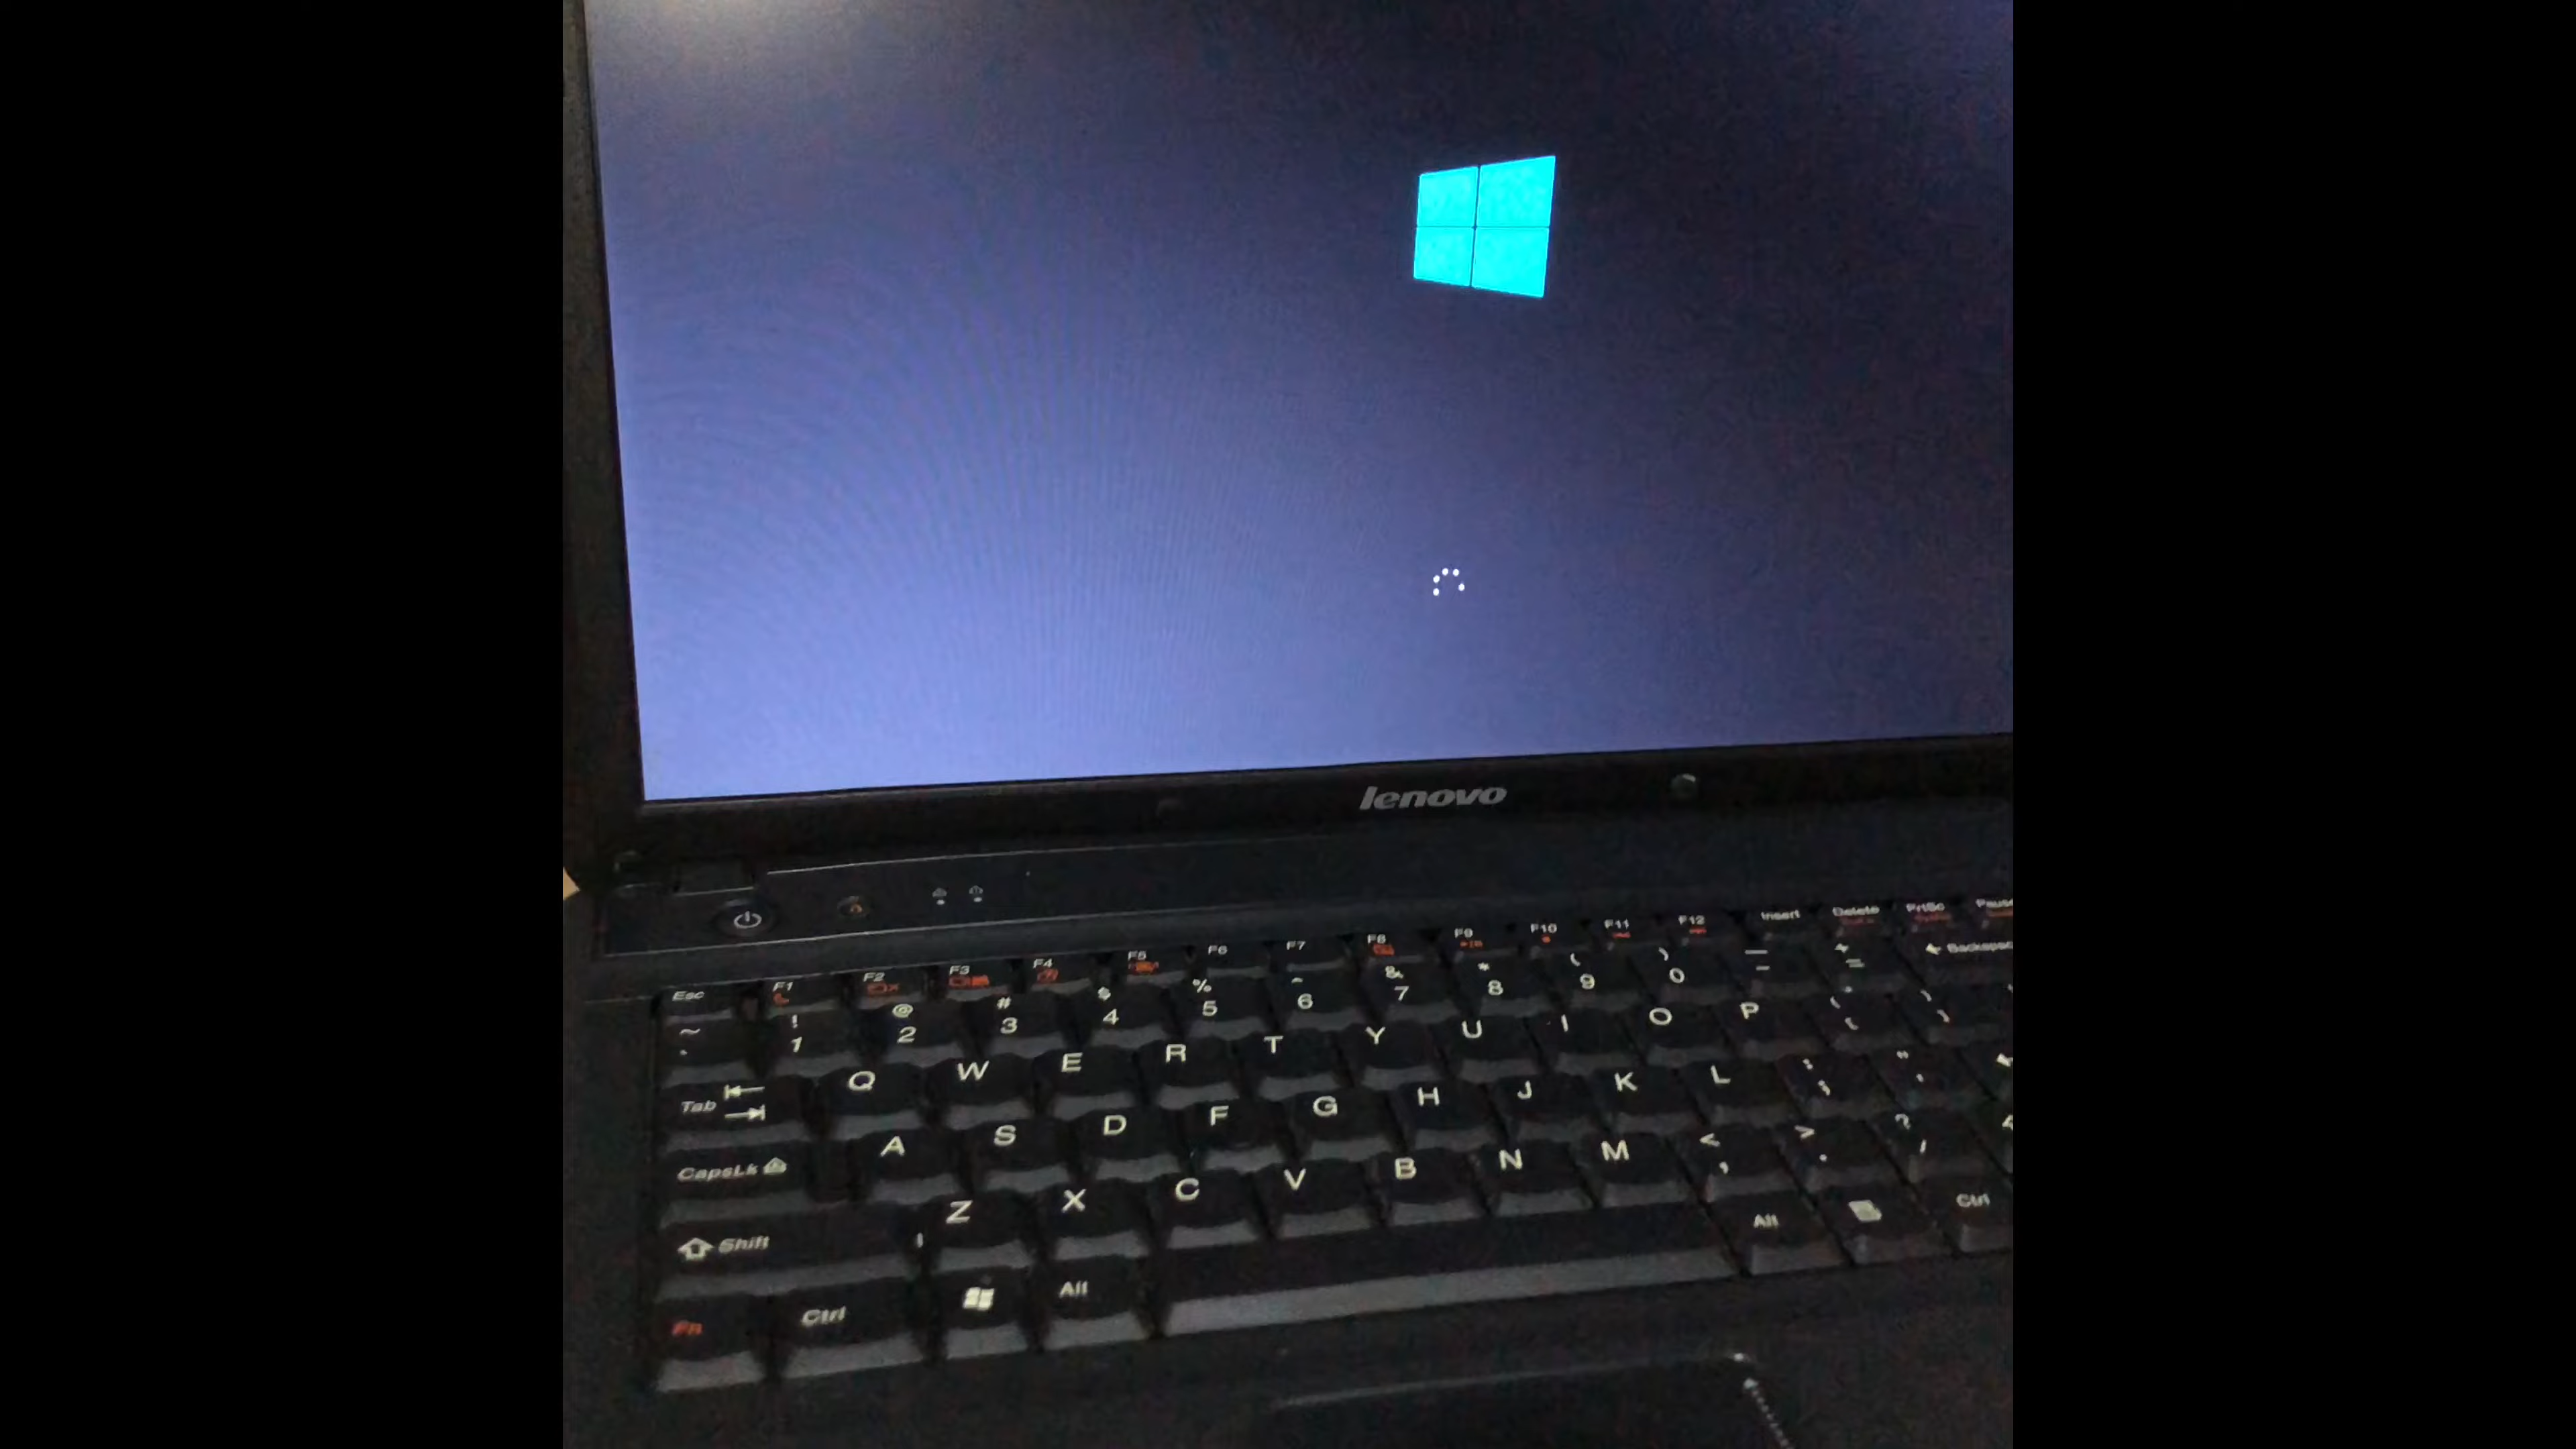 lenovo
F1 F2 F3 F4 F5 F6 F7 F8 F9 F10 F11 F12 Insert Delete PrtSc
Esc
~ ! 1 @ 2 # 3 $ 4 % 5 ^ 6 & 7 * 8 ( 9 ) 0 _ - + = Backspac
Tab Q W E R T Y U I O P
CapsLk A S D F G H J K L : ; "
Shift Z X C V B N M < , > . ? /
Fn Ctrl Alt Alt Ctrl